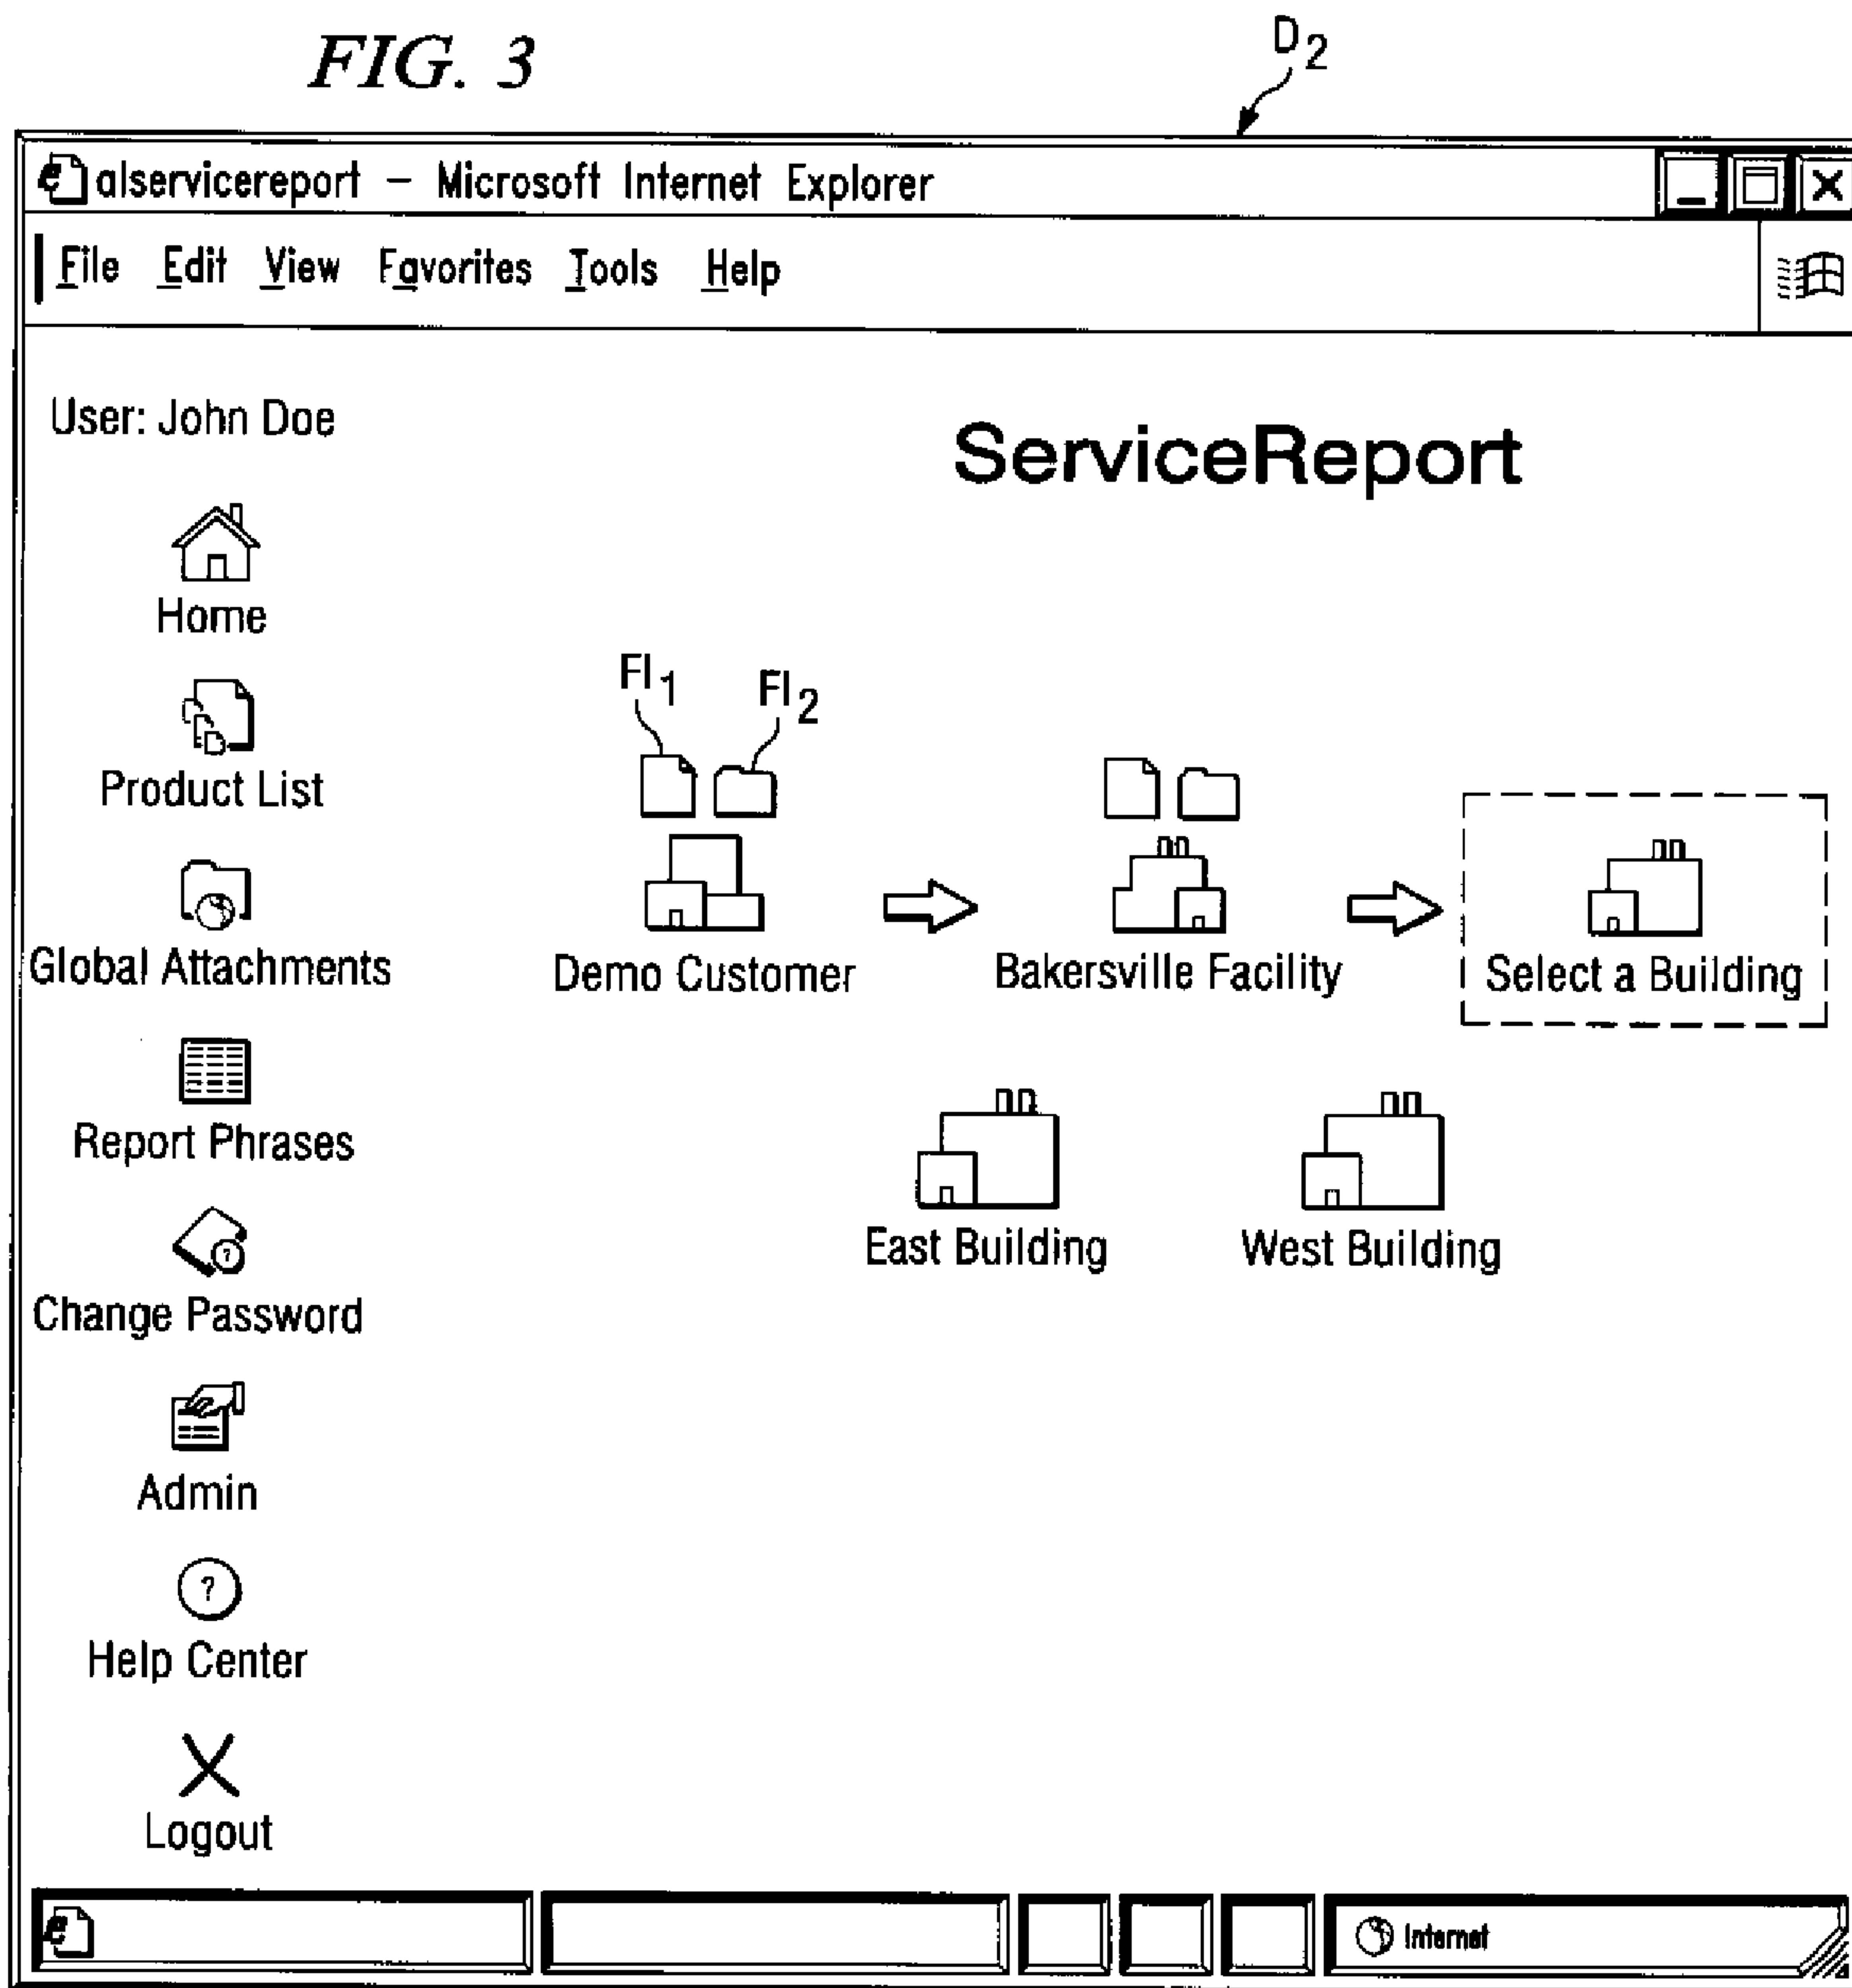 FIG. 3
D2
alservicereport – Microsoft Internet Explorer
File Edit View Favorites Tools Help
User: John Doe
ServiceReport
Home
Product List
Global Attachments
Report Phrases
Change Password
Admin
?
Help Center
Logout
FI1
FI2
Demo Customer
Bakersville Facility
Select a Building
East Building
West Building
Internet